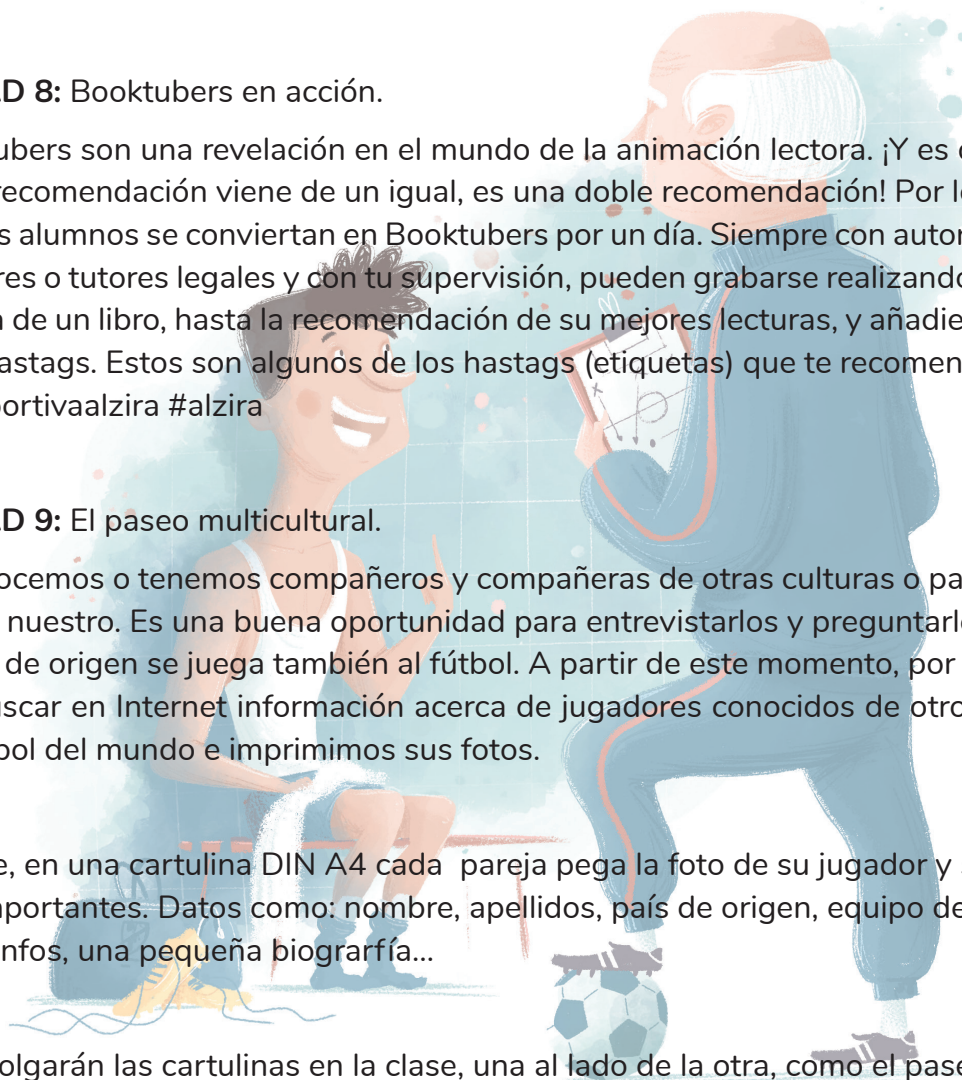 D 8: Booktubers en acción.
ubers son una revelación en el mundo de la animación lectora. ¡Y es
recomendación viene de un igual, es una doble recomendación! Por l
s alumnos se conviertan en Booktubers por un día. Siempre con autor
res o tutores legales y con tu supervisión, pueden grabarse realizando
n de un libro, hasta la recomendación de su mejores lecturas, y añadie
astags. Estos son algunos de los hastags (etiquetas) que te recomen
portivaalzira #alzira
D 9: El paseo multicultural.
ocemos o tenemos compañeros y compañeras de otras culturas o pa
nuestro. Es una buena oportunidad para entrevistarlos y preguntarl
de origen se juega también al fútbol. A partir de este momento, por
uscar en Internet información acerca de jugadores conocidos de otro
bol del mundo e imprimimos sus fotos.
e, en una cartulina DIN A4 cada pareja pega la foto de su jugador y
mportantes. Datos como: nombre, apellidos, país de origen, equipo de
nfos, una pequeña biograrfía...
olgarán las cartulinas en la clase, una al lado de la otra, como el pase